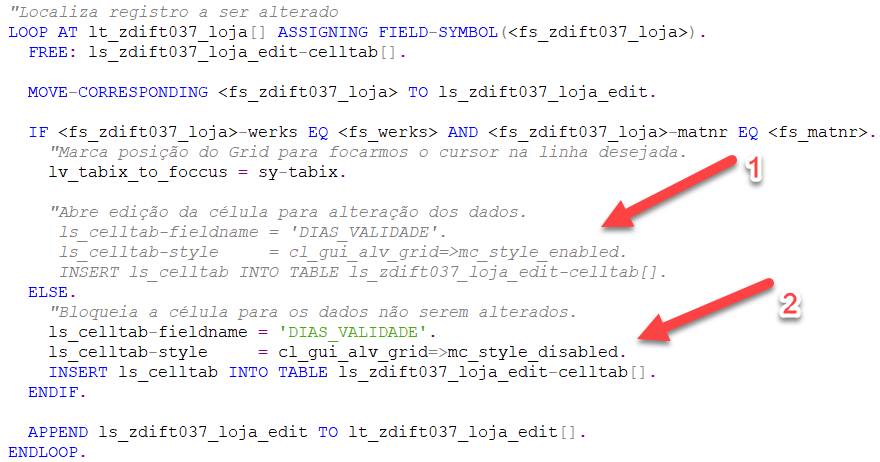 "Localiza registro a ser alterado
LOOP AT lt_zdift037_loja[] ASSIGNING FIELD-SYMBOL(<fs_zdift037_loja>).
  FREE: ls_zdift037_loja_edit-celltab[].

  MOVE-CORRESPONDING <fs_zdift037_loja> TO ls_zdift037_loja_edit.

  IF <fs_zdift037_loja>-werks EQ <fs_werks> AND <fs_zdift037_loja>-matnr EQ <fs_matnr>.
    "Marca posição do Grid para focarmos o cursor na linha desejada.
    lv_tabix_to_foccus = sy-tabix.
1

    "Abre edição da célula para alteração dos dados.
     ls_celltab-fieldname = 'DIAS_VALIDADE'.
     ls_celltab-style     = cl_gui_alv_grid=>mc_style_enabled.
     INSERT ls_celltab INTO TABLE ls_zdift037_loja_edit-celltab[].
  ELSE.
2
    "Bloqueia a célula para os dados não serem alterados.
    ls_celltab-fieldname = 'DIAS_VALIDADE'.
    ls_celltab-style     = cl_gui_alv_grid=>mc_style_disabled.
    INSERT ls_celltab INTO TABLE ls_zdift037_loja_edit-celltab[].
  ENDIF.

  APPEND ls_zdift037_loja_edit TO lt_zdift037_loja_edit[].
ENDLOOP.